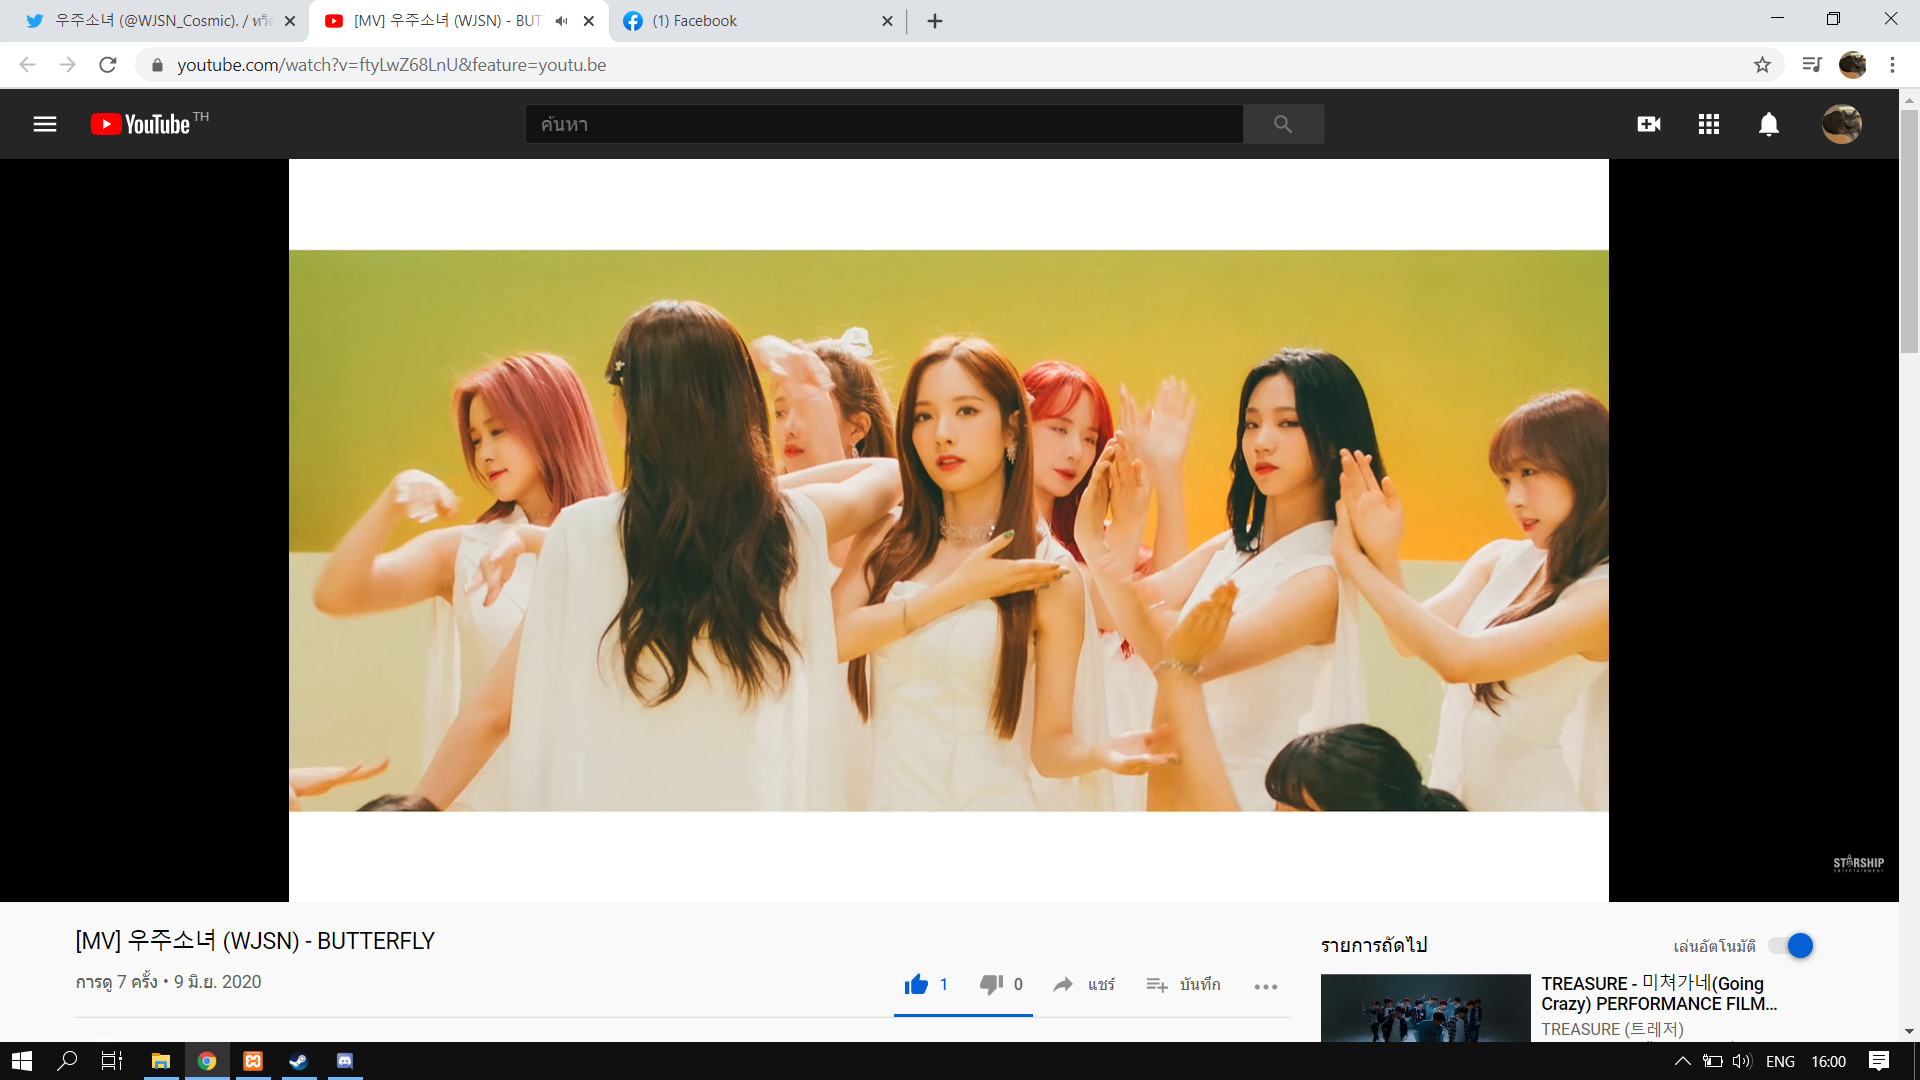 우주소녀 (@WJSN_Cosmic). / ทวิต
[MV] 우주소녀 (WJSN) - BUT
(1) Facebook
youtube.com/watch?v=ftyLwZ68LnU&feature=youtu.be
YouTube TH
ค้นหา
STARSHIP
ENTERTAINMENT
[MV] 우주소녀 (WJSN) - BUTTERFLY
การดู 7 ครั้ง • 9 มิ.ย. 2020
1
0
แชร์
บันทึก
รายการถัดไป
เล่นอัตโนมัติ
TREASURE - 미쳐가네(Going
Crazy) PERFORMANCE FILM...
TREASURE (트레저)
ENG
16:00